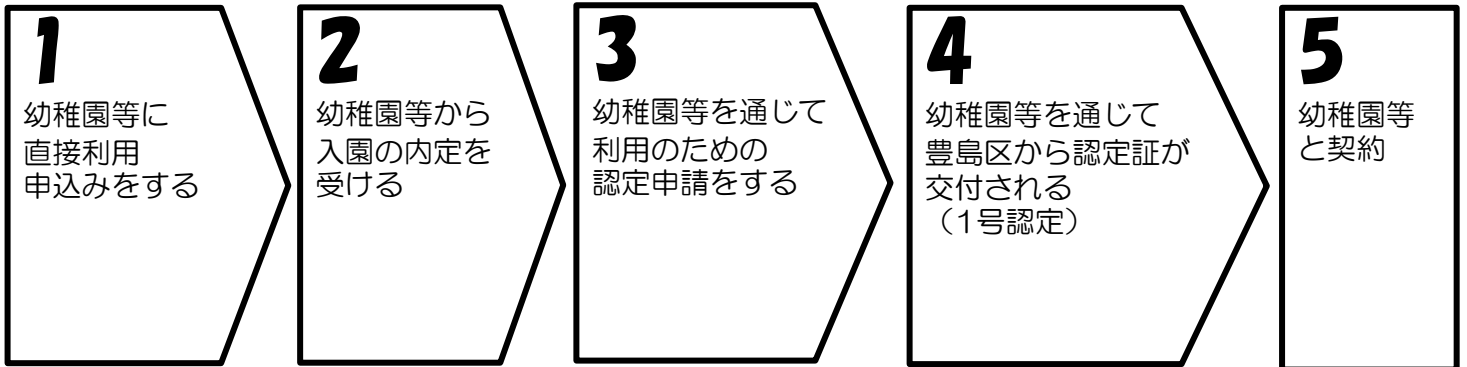 1
幼稚園等に
直接利用
申込みをする
2
幼稚園等から
入園の内定を
受ける
3
幼稚園等を通じて
利用のための
認定申請をする
4
幼稚園等を通じて
豊島区から認定証が
交付される
（1号認定）
5
幼稚園等
と契約